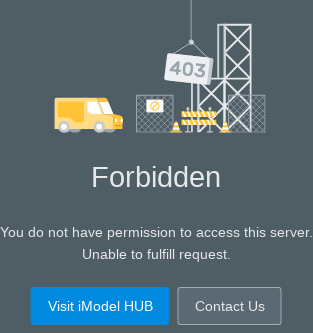 403
Forbidden
You do not have permission to access this server.
Unable to fulfill request.
Visit iModel HUB
Contact Us